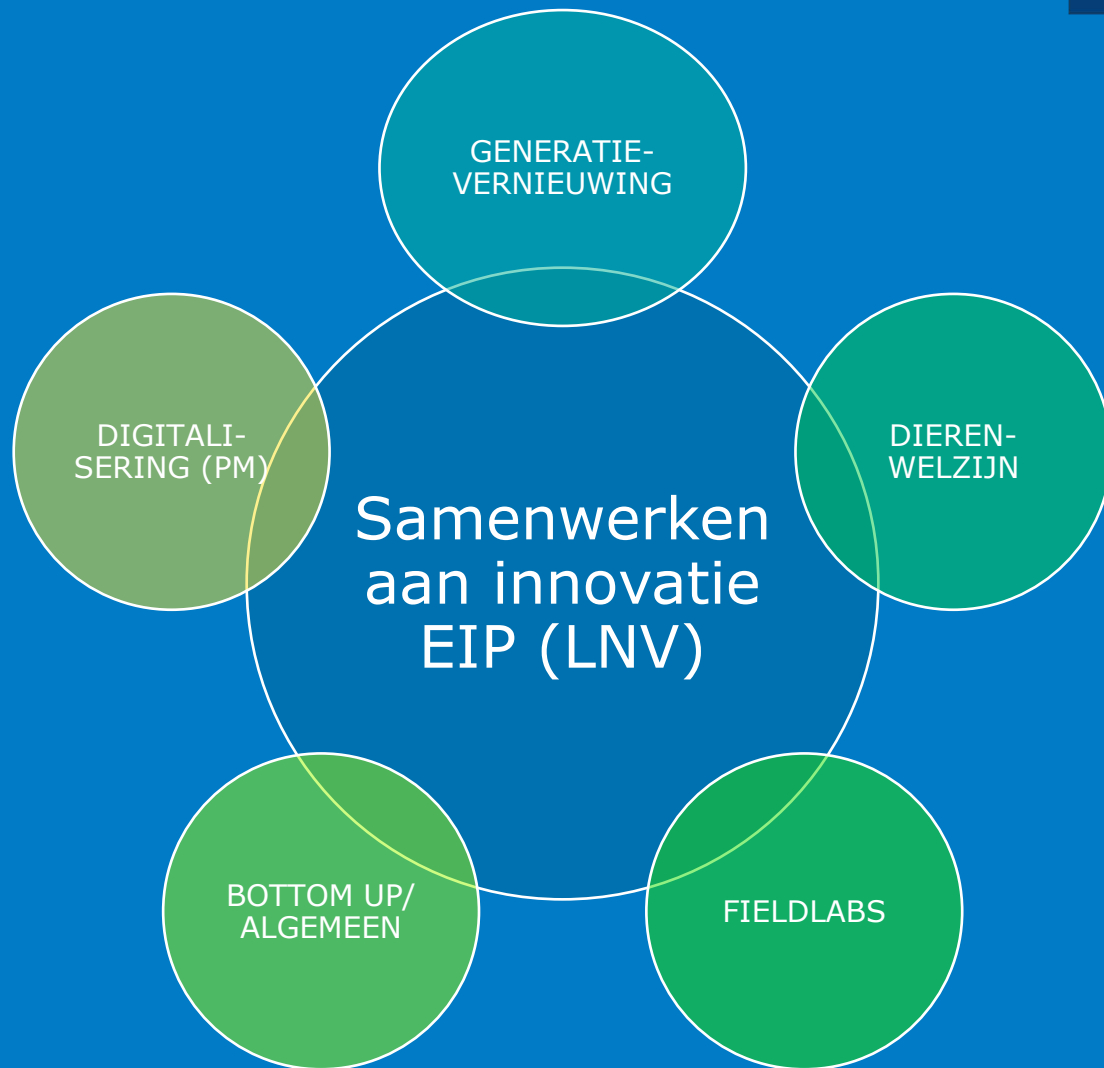 GENERATIE-
VERNIEUWING
DIGITALI-
SERING (PM)
DIEREN-
WELZIJN
Samenwerken
aan innovatie
EIP (LNV)
BOTTOM UP/
ALGEMEEN
FIELDLABS